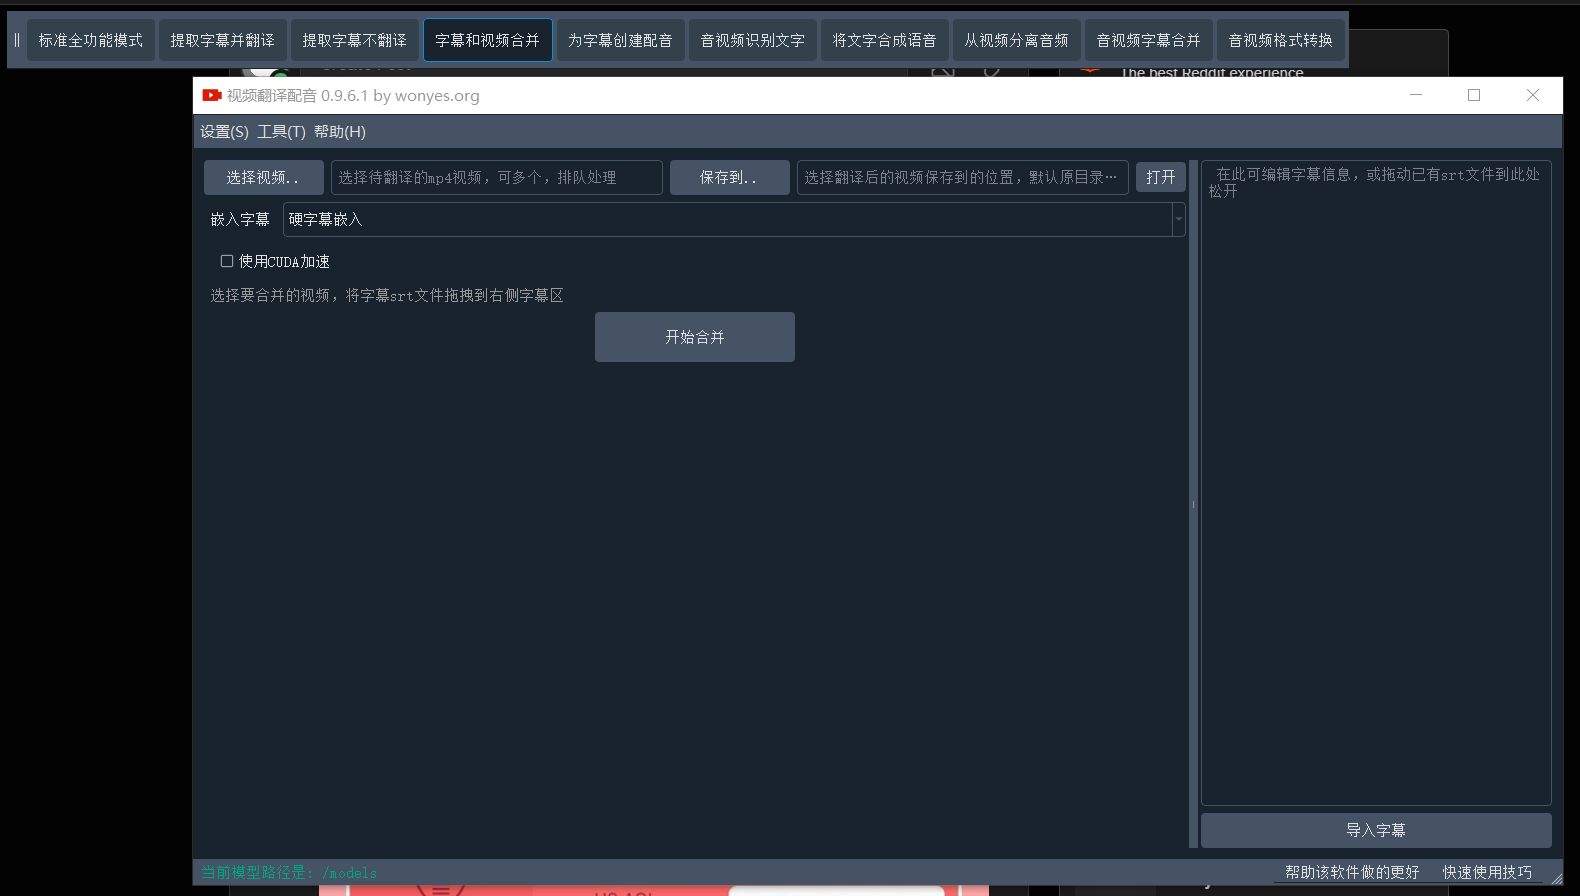 标准全功能模式
提取字幕并翻译
提取字幕不翻译
字幕和视频合并
为字幕创建配音
音视频识别文字
将文字合成语音
从视频分离音频
音视频字幕合并
音视频格式转换
The best Reddit experience
视频翻译配音 0.9.6.1 by wonyes.org
设置(S) 工具(T) 帮助(H)
选择视频..
选择待翻译的mp4视频，可多个，排队处理
保存到..
选择翻译后的视频保存到的位置，默认原目录…
打开
在此可编辑字幕信息，或拖动已有srt文件到此处
松开
嵌入字幕
硬字幕嵌入
使用CUDA加速
选择要合并的视频，将字幕srt文件拖拽到右侧字幕区
开始合并
导入字幕
当前模型路径是: /models
帮助该软件做的更好
快速使用技巧